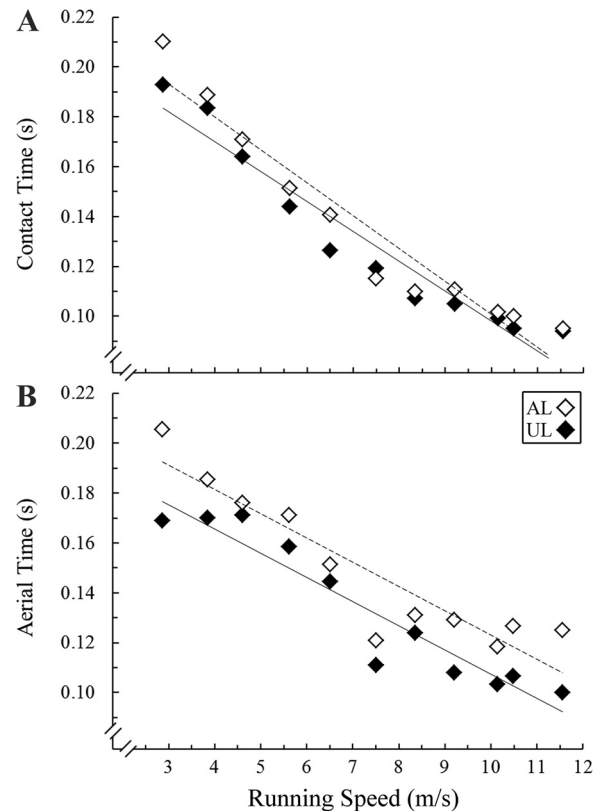 A
0.22
0.20
0.18
0.16
0.14
0.12
0.10
Contact Time (s)
B
0.22
0.20
0.18
0.16
0.14
0.12
0.10
Aerial Time (s)
AL
UL
3 4 5 6 7 8 9 10 11 12
Running Speed (m/s)